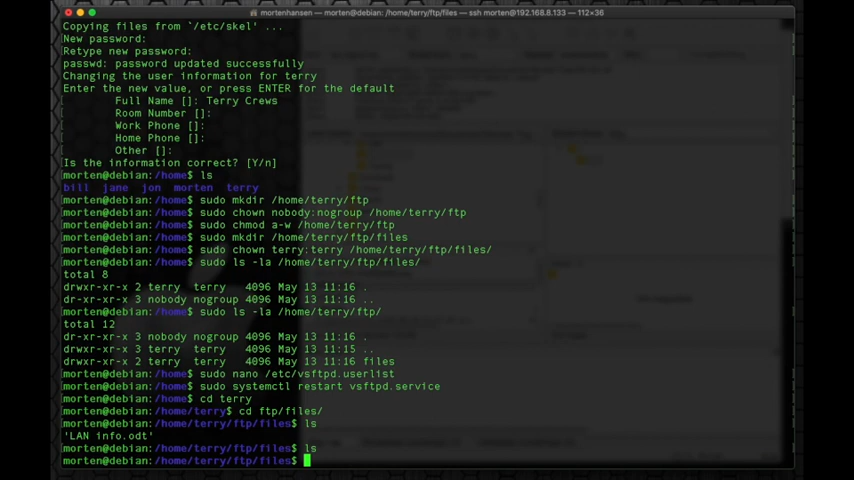 mortenhansen — morten@debian: /home/terry/ftp/files — ssh morten@192.168.8.133 — 112×36
Copying files from `/etc/skel' ...
New password:
Retype new password:
passwd: password updated successfully
Changing the user information for terry
Enter the new value, or press ENTER for the default
Full Name []: Terry Crews
Room Number []:
Work Phone []:
Home Phone []:
Other []:
Is the information correct? [Y/n]
morten@debian:/home$ ls
bill jane jon morten terry
morten@debian:/home$ sudo mkdir /home/terry/ftp
morten@debian:/home$ sudo chown nobody:nogroup /home/terry/ftp
morten@debian:/home$ sudo chmod a-w /home/terry/ftp
morten@debian:/home$ sudo mkdir /home/terry/ftp/files
morten@debian:/home$ sudo chown terry:terry /home/terry/ftp/files/
morten@debian:/home$ sudo ls -la /home/terry/ftp/files/
total 8
drwxr-xr-x 2 terry terry 4096 May 13 11:16 .
dr-xr-xr-x 3 nobody nogroup 4096 May 13 11:16 ..
morten@debian:/home$ sudo ls -la /home/terry/ftp/
total 12
dr-xr-xr-x 3 nobody nogroup 4096 May 13 11:16 .
drwxr-xr-x 3 terry terry 4096 May 13 11:15 ..
drwxr-xr-x 2 terry terry 4096 May 13 11:16 files
morten@debian:/home$ sudo nano /etc/vsftpd.userlist
morten@debian:/home$ sudo systemctl restart vsftpd.service
morten@debian:/home$ cd terry
morten@debian:/home/terry$ cd ftp/files/
morten@debian:/home/terry/ftp/files$ ls
'LAN info.odt'
morten@debian:/home/terry/ftp/files$ ls
morten@debian:/home/terry/ftp/files$